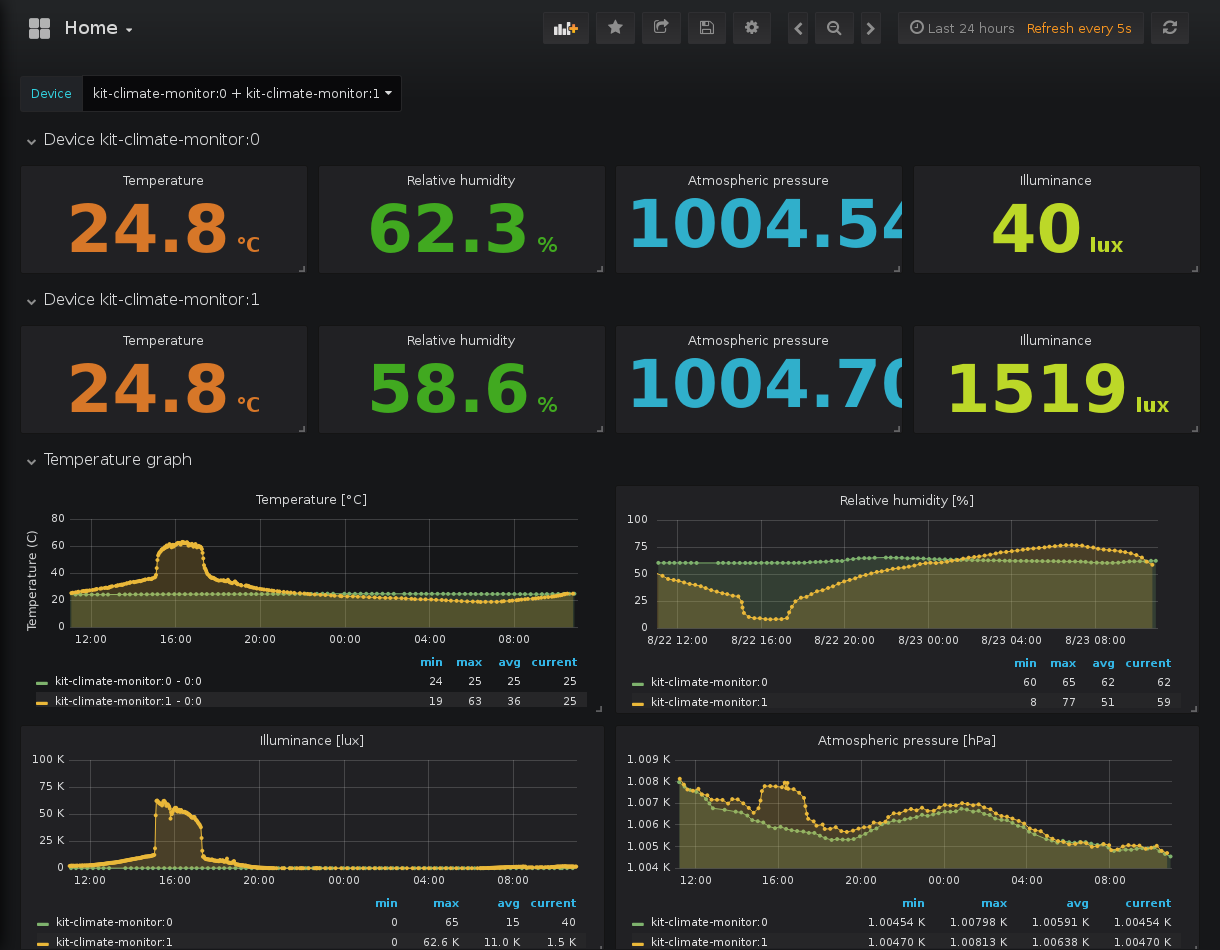 Home
Last 24 hours Refresh every 5s
Device kit-climate-monitor:0 + kit-climate-monitor:1
Device kit-climate-monitor:0
Temperature Relative humidity Atmospheric pressure Illuminance
24.8 °C 62.3 % 1004.54 40 lux
Device kit-climate-monitor:1
Temperature Relative humidity Atmospheric pressure Illuminance
24.8 °C 58.6 % 1004.70 1519 lux
Temperature graph
Temperature [°C]
Temperature (C)
80
60
40
20
0
12:00 16:00 20:00 00:00 04:00 08:00
min max avg current
kit-climate-monitor:0 - 0:0 24 25 25 25
kit-climate-monitor:1 - 0:0 19 63 36 25
Relative humidity [%]
100
75
50
25
0
8/22 12:00 8/22 16:00 8/22 20:00 8/23 00:00 8/23 04:00 8/23 08:00
min max avg current
kit-climate-monitor:0 60 65 62 62
kit-climate-monitor:1 8 77 51 59
Illuminance [lux]
100 K
75 K
50 K
25 K
0
12:00 16:00 20:00 00:00 04:00 08:00
min max avg current
kit-climate-monitor:0 0 65 15 40
kit-climate-monitor:1 0 62.6 K 11.0 K 1.5 K
Atmospheric pressure [hPa]
1.009 K
1.008 K
1.007 K
1.006 K
1.005 K
1.004 K
12:00 16:00 20:00 00:00 04:00 08:00
min max avg current
kit-climate-monitor:0 1.00454 K 1.00798 K 1.00591 K 1.00454 K
kit-climate-monitor:1 1.00470 K 1.00813 K 1.00638 K 1.00470 K